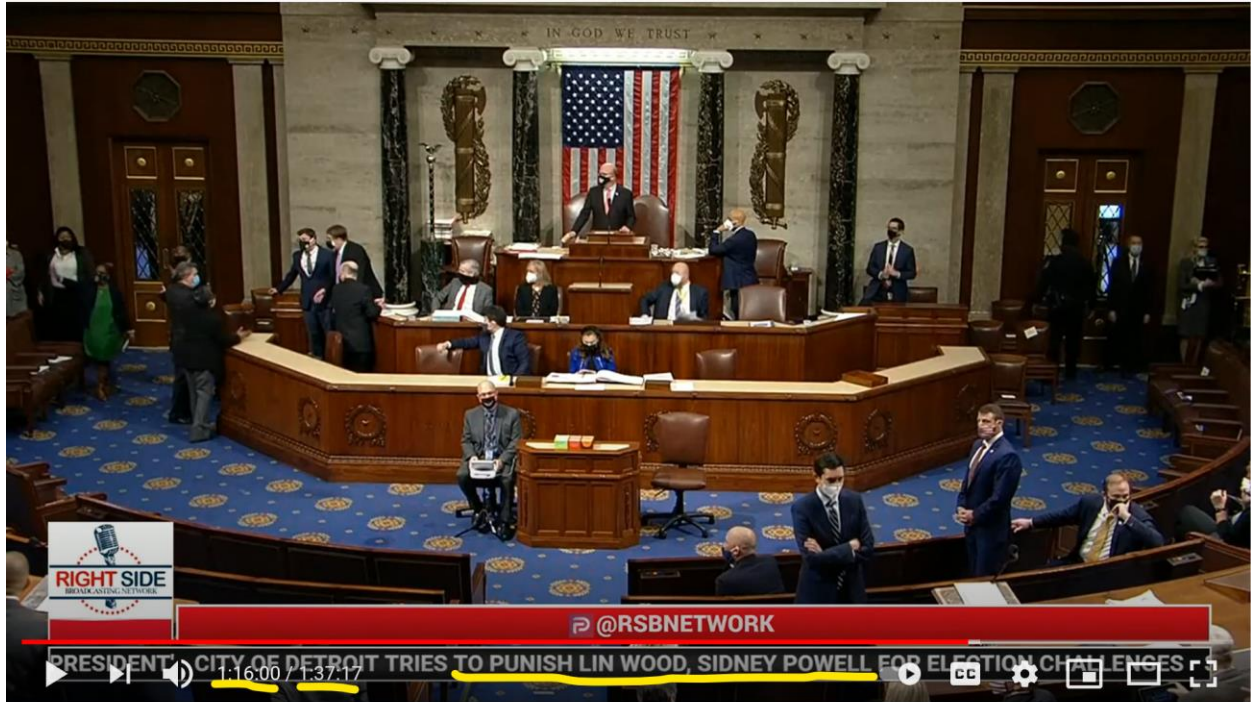 IN GOD WE TRUST
RIGHT SIDE
BROADCASTING NETWORK
@RSBNETWORK
PRESIDENT CITY OF DETROIT TRIES TO PUNISH LIN WOOD, SIDNEY POWELL FOR ELECTION CHALLENGES
1:16:00 / 1:37:17
CC